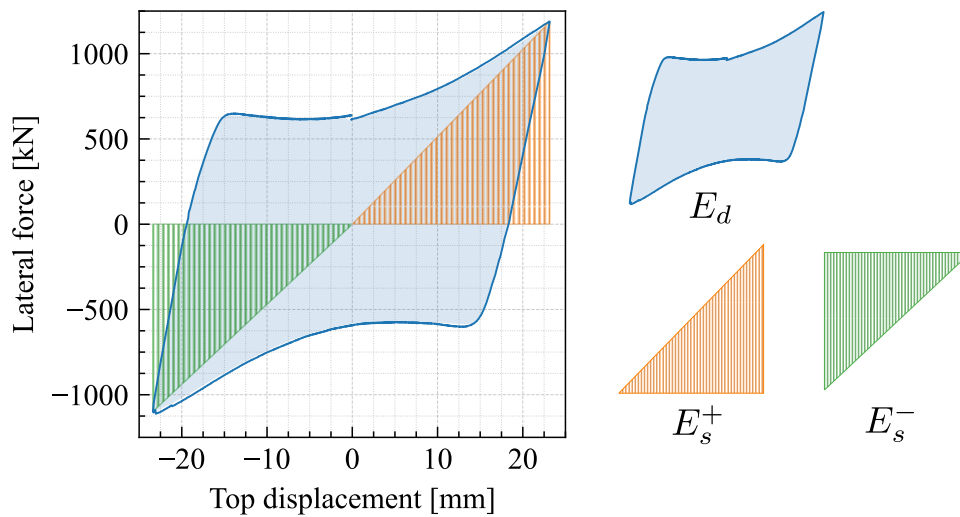 1000
500
0
−500
−1000
Lateral force [kN]
−20 −10 0 10 20
Top displacement [mm]
E_d
E_s^+
E_s^-